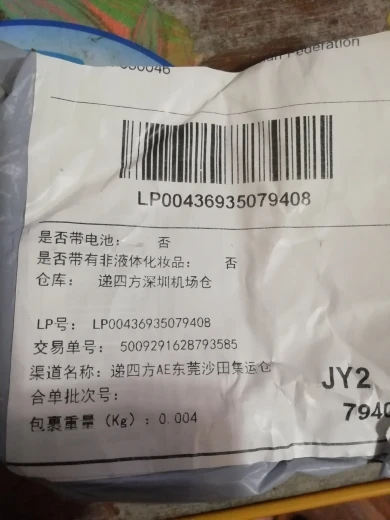 Federation
LP00436935079408
是否带电池： 否
是否带有非液体化妆品： 否
仓库： 递四方深圳机场仓
LP号： LP00436935079408
交易单号： 5009291628793585
渠道名称： 递四方AE东莞沙田集运仓
JY2
合单批次号：
7940
包裹重量（Kg）：0.004